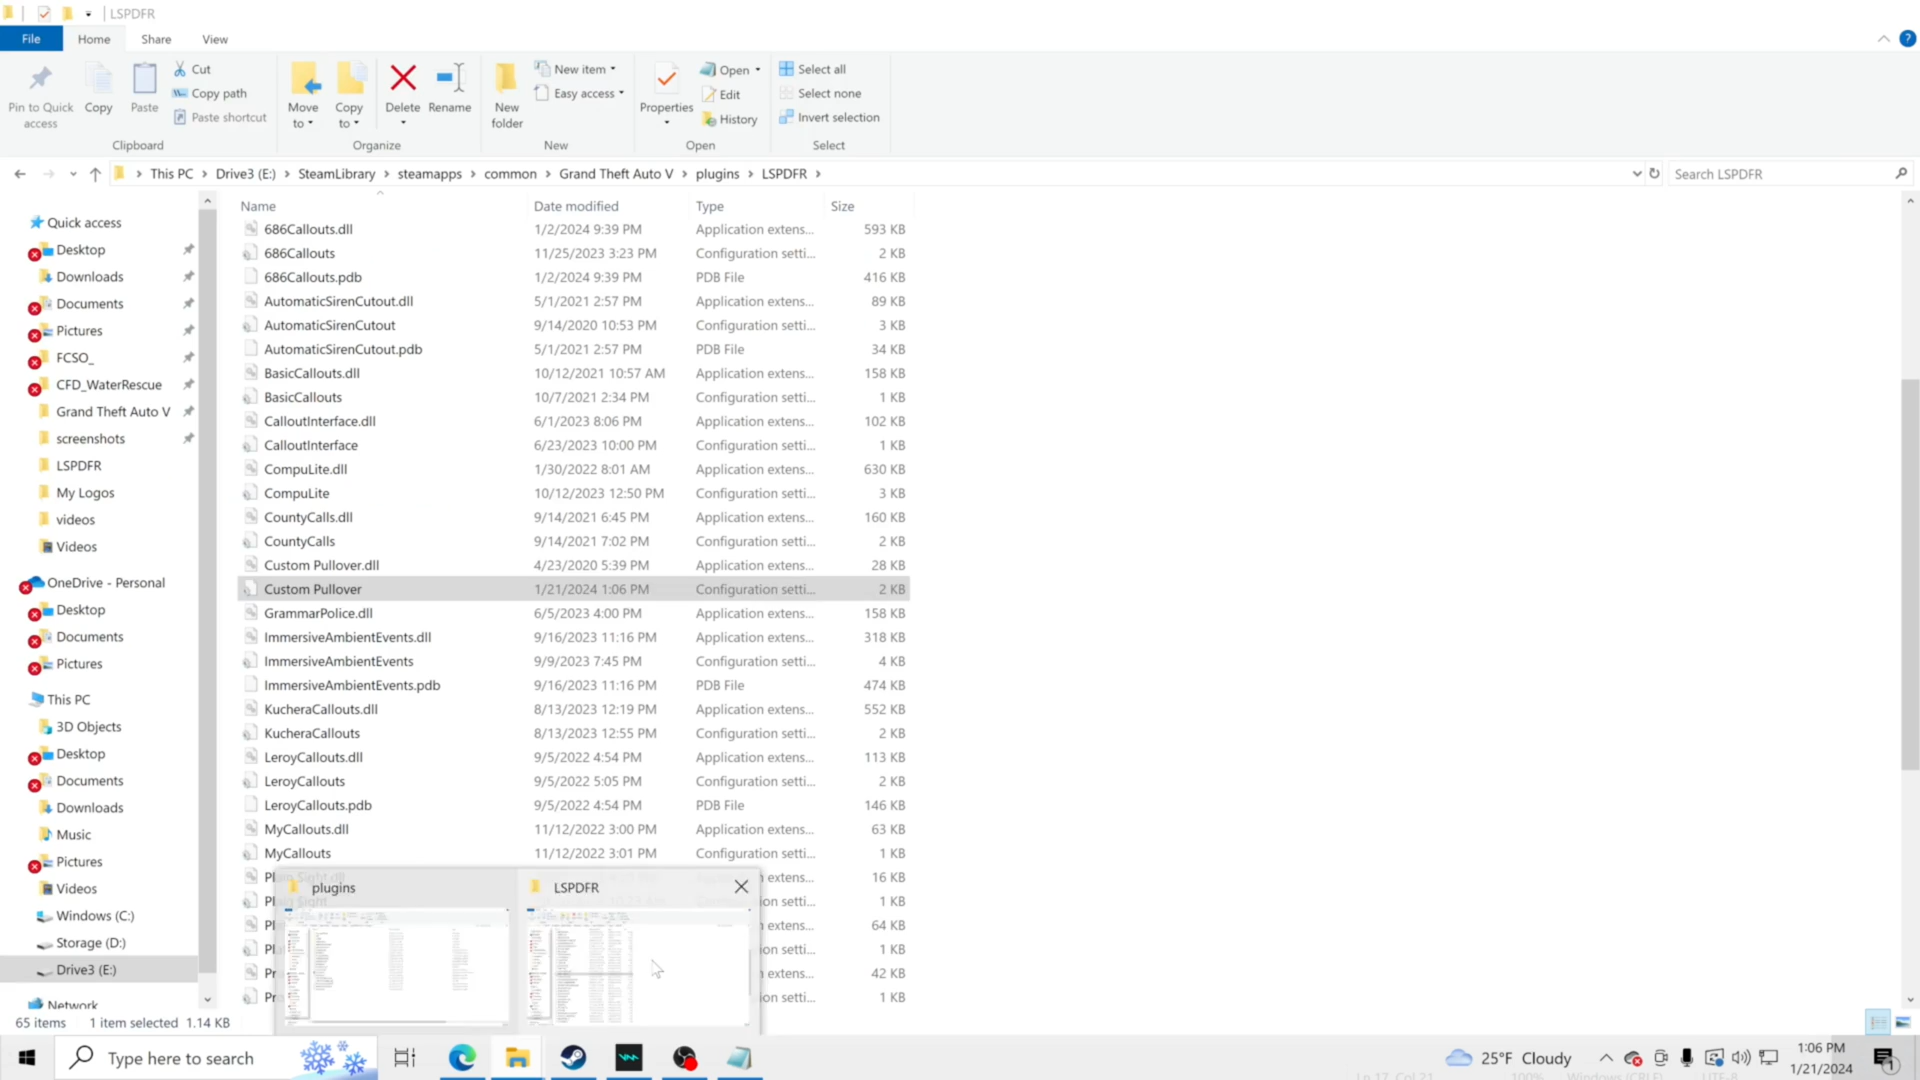 LSPDFR
File Home Share View
Pin to Quick access
Copy
Paste
Cut
Copy path
Paste shortcut
Clipboard
Move to
Copy to
Delete
Rename
Organize
New folder
New item
Easy access
New
Properties
Open
Edit
History
Open
Select all
Select none
Invert selection
Select
This PC > Drive3 (E:) > SteamLibrary > steamapps > common > Grand Theft Auto V > plugins > LSPDFR >
Search LSPDFR
Quick access
Desktop
Downloads
Documents
Pictures
FCSO_
CFD_WaterRescue
Grand Theft Auto V
screenshots
LSPDFR
My Logos
videos
Videos
OneDrive - Personal
Desktop
Documents
Pictures
This PC
3D Objects
Desktop
Documents
Downloads
Music
Pictures
Videos
Windows (C:)
Storage (D:)
Drive3 (E:)
Network
Name Date modified Type Size
686Callouts.dll 1/2/2024 9:39 PM Application extens... 593 KB
686Callouts 11/25/2023 3:23 PM Configuration setti... 2 KB
686Callouts.pdb 1/2/2024 9:39 PM PDB File 416 KB
AutomaticSirenCutout.dll 5/1/2021 2:57 PM Application extens... 89 KB
AutomaticSirenCutout 9/14/2020 10:53 PM Configuration setti... 3 KB
AutomaticSirenCutout.pdb 5/1/2021 2:57 PM PDB File 34 KB
BasicCallouts.dll 10/12/2021 10:57 AM Application extens... 158 KB
BasicCallouts 10/7/2021 2:34 PM Configuration setti... 1 KB
CalloutInterface.dll 6/1/2023 8:06 PM Application extens... 102 KB
CalloutInterface 6/23/2023 10:00 PM Configuration setti... 1 KB
CompuLite.dll 1/30/2022 8:01 AM Application extens... 630 KB
CompuLite 10/12/2023 12:50 PM Configuration setti... 3 KB
CountyCalls.dll 9/14/2021 6:45 PM Application extens... 160 KB
CountyCalls 9/14/2021 7:02 PM Configuration setti... 2 KB
Custom Pullover.dll 4/23/2020 5:39 PM Application extens... 28 KB
Custom Pullover 1/21/2024 1:06 PM Configuration setti... 2 KB
GrammarPolice.dll 6/5/2023 4:00 PM Application extens... 158 KB
ImmersiveAmbientEvents.dll 9/16/2023 11:16 PM Application extens... 318 KB
ImmersiveAmbientEvents 9/9/2023 7:45 PM Configuration setti... 4 KB
ImmersiveAmbientEvents.pdb 9/16/2023 11:16 PM PDB File 474 KB
KucheraCallouts.dll 8/13/2023 12:19 PM Application extens... 552 KB
KucheraCallouts 8/13/2023 12:55 PM Configuration setti... 2 KB
LeroyCallouts.dll 9/5/2022 4:54 PM Application extens... 113 KB
LeroyCallouts 9/5/2022 5:05 PM Configuration setti... 2 KB
LeroyCallouts.pdb 9/5/2022 4:54 PM PDB File 146 KB
MyCallouts.dll 11/12/2022 3:00 PM Application extens... 63 KB
MyCallouts 11/12/2022 3:01 PM Configuration setti... 1 KB
Plain Sight.dll ion extens... 16 KB
Plain Sight ion setti... 1 KB
Pl ion extens... 64 KB
Pl ion setti... 1 KB
Pr ion extens... 42 KB
Pr ion setti... 1 KB
plugins
LSPDFR
65 items 1 item selected 1.14 KB
Type here to search
25°F Cloudy
1:06 PM
1/21/2024
1